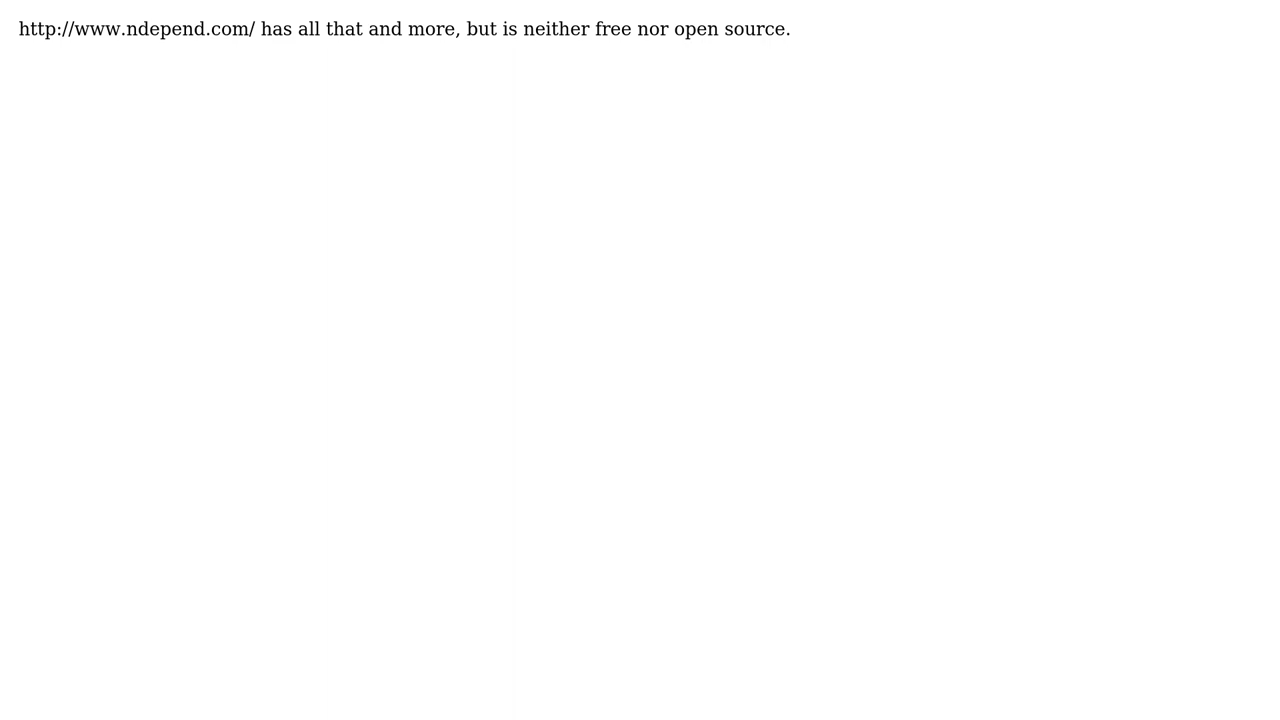 http://www.ndepend.com/ has all that and more, but is neither free nor open source.